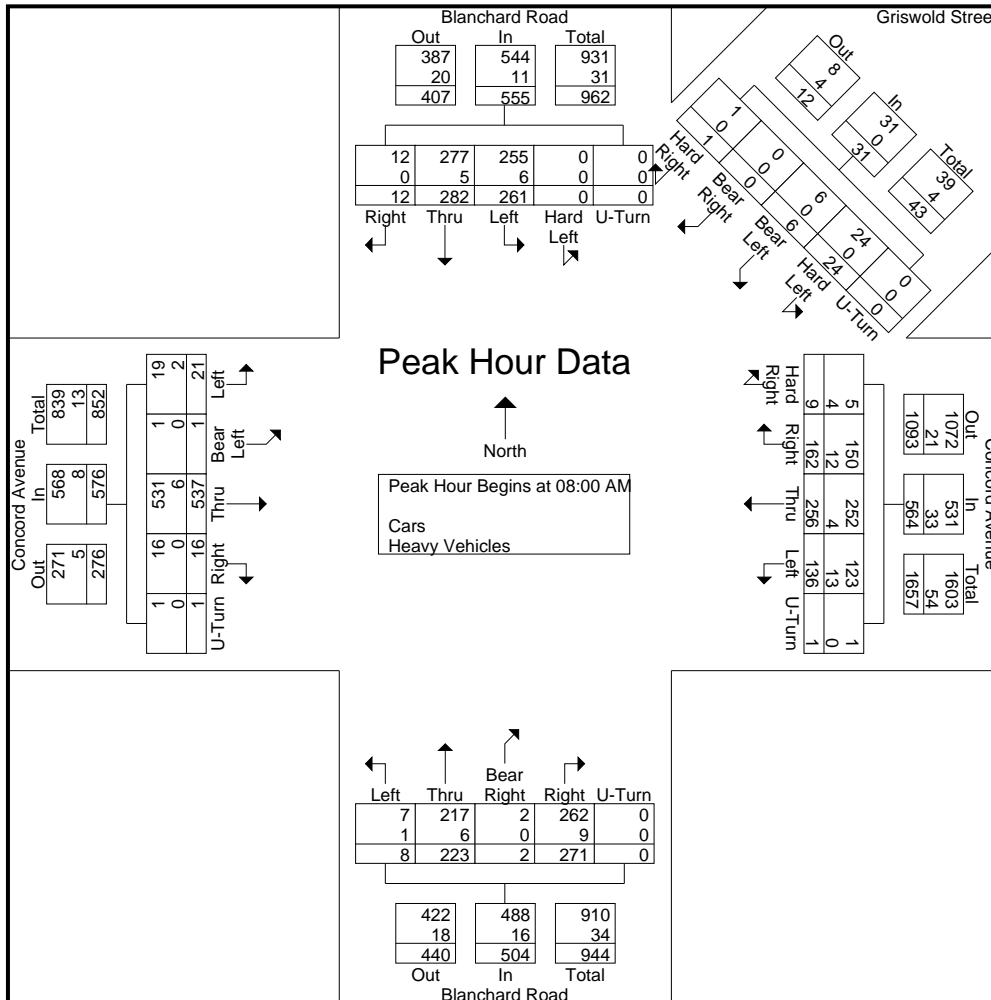 Blanchard Road
Out In Total
387 544 931
20 11 31
407 555 962
12 277 255 0 0
0 5 6 0 0
12 282 261 0 0
Right Thru Left Hard Left U-Turn
Griswold Stree
Out
8
4
12
In
31
0
31
Total
39
4
43
1 0 6 24 0
0 0 0 0 0
1 0 6 24 0
Hard Right
Bear Right
Bear Left
Hard Left
U-Turn
Peak Hour Data
North
Peak Hour Begins at 08:00 AM
Cars
Heavy Vehicles
Concord Avenue
Out In Total
271 568 839
5 8 13
276 576 852
1 16 531 1 19
0 0 6 0 2
1 16 537 1 21
U-Turn Right Thru Bear Left Left
Concord Avenue
Out In Total
1072 531 1603
21 33 54
1093 564 1657
5 150 252 123 1
4 12 4 13 0
9 162 256 136 1
Hard Right Right Thru Left U-Turn
Left Thru Bear Right Right U-Turn
7 217 2 262 0
1 6 0 9 0
8 223 2 271 0
422 488 910
18 16 34
440 504 944
Out In Total
Blanchard Road